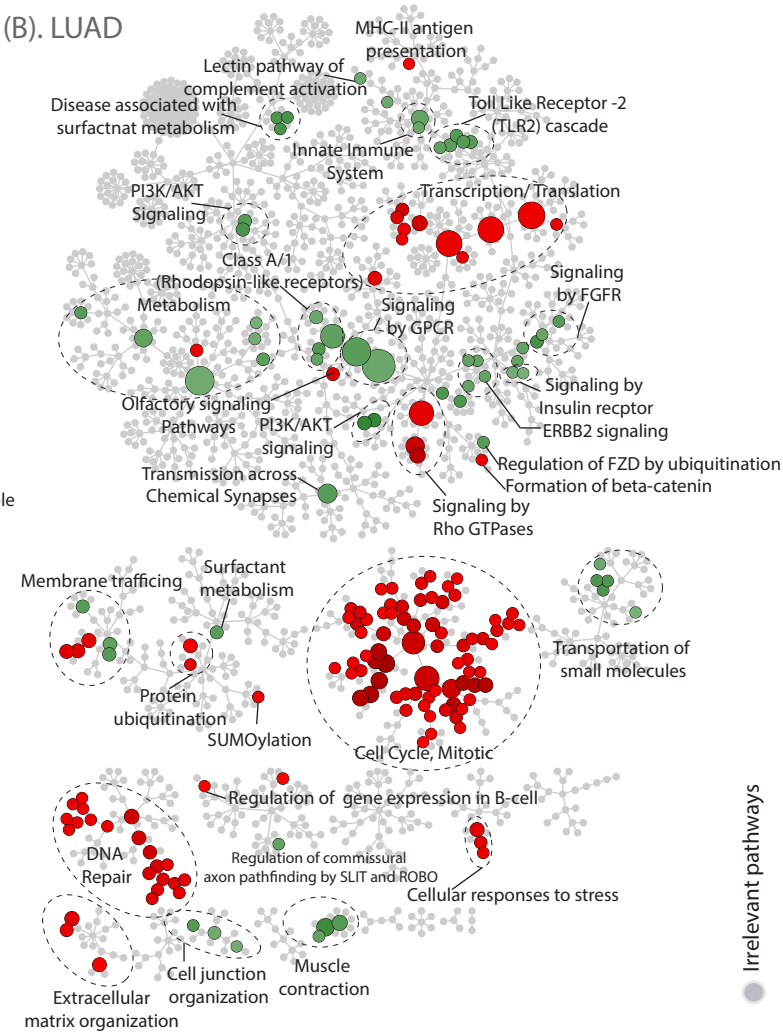 (B). LUAD
MHC-II antigen
presentation
Lectin pathway of
complement activation
Disease associated with
surfactnat metabolism
Toll Like Receptor -2
(TLR2) cascade
Innate Immune
System
PI3K/AKT
Signaling
Transcription/ Translation
Class A/1
(Rhodopsin-like receptors)
Metabolism
Signaling
by FGFR
Signaling
by GPCR
Olfactory signaling
Pathways
PI3K/AKT
signaling
Signaling by
Insulin recptor
ERBB2 signaling
Regulation of FZD by ubiquitination
Formation of beta-catenin
Transmission across
Chemical Synapses
Signaling by
Rho GTPases
le
Membrane trafficing
Surfactant
metabolism
Protein
ubiquitination
SUMOylation
Cell Cycle, Mitotic
Transportation of
small molecules
Regulation of gene expression in B-cell
DNA
Repair
Regulation of commissural
axon pathfinding by SLIT and ROBO
Cellular responses to stress
Extracellular
matrix organization
Cell junction
organization
Muscle
contraction
Irrelevant pathways